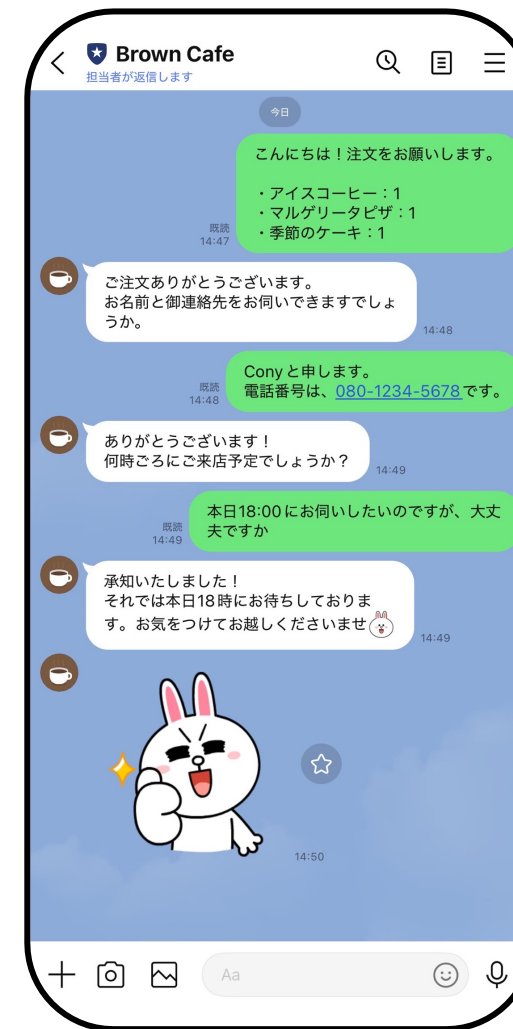 Brown Cafe
担当者が返信します
今日
こんにちは！注文をお願いします。
・アイスコーヒー：1
・マルゲリータピザ：1
・季節のケーキ：1
既読
14:47
ご注文ありがとうございます。
お名前と御連絡先をお伺いできますでしょ
うか。
14:48
Conyと申します。
電話番号は、080-1234-5678です。
既読
14:48
ありがとうございます！
何時ごろにご来店予定でしょうか？
14:49
本日18:00にお伺いしたいのですが、大丈
夫ですか
既読
14:49
承知いたしました！
それでは本日18時にお待ちしておりま
す。お気をつけてお越しくださいませ
14:49
14:50
Aa